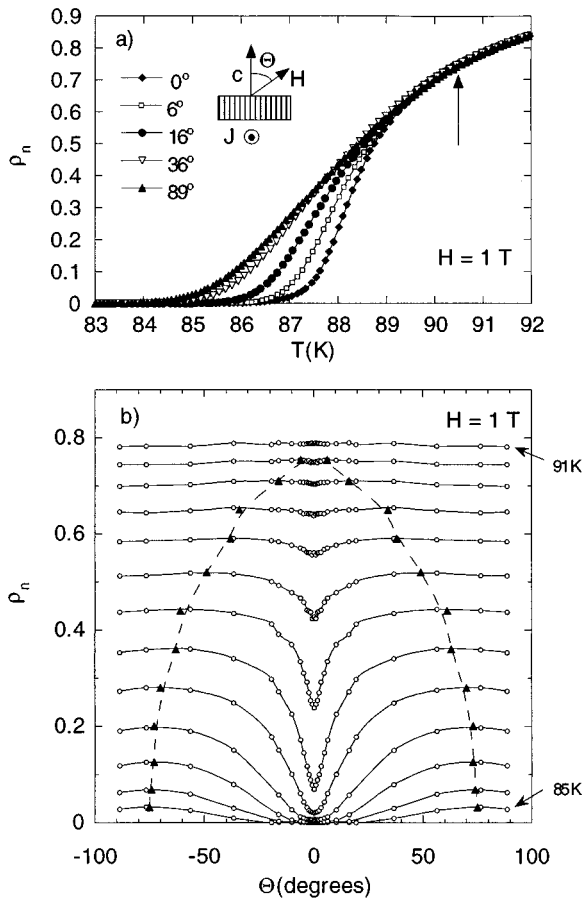 0.9
a)
0.8
Θ
0.7
0°
c
H
0.6
6°
16°
J
0.5
36°
ρn
89°
0.4
0.3
0.2
H = 1 T
0.1
0
83 84 85 86 87 88 89 90 91 92
T(K)
b)
H = 1 T
0.8
91K
0.6
ρn
0.4
0.2
85K
0
-100 -50 0 50 100
Θ(degrees)